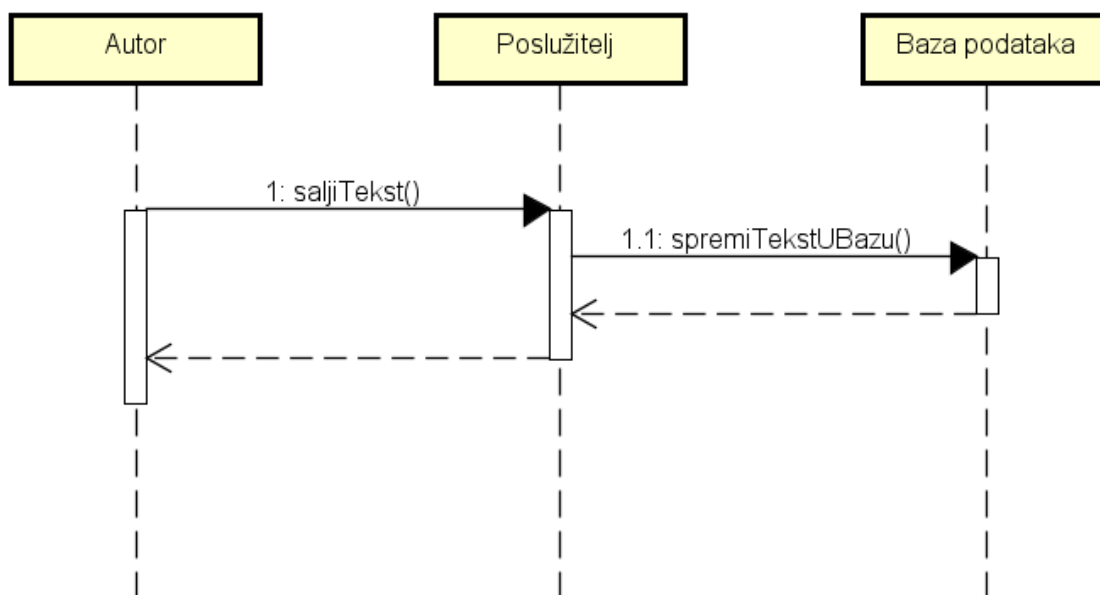 Autor
Poslužitelj
Baza podataka
1: saljiTekst()
1.1: spremiTekstUBazu()